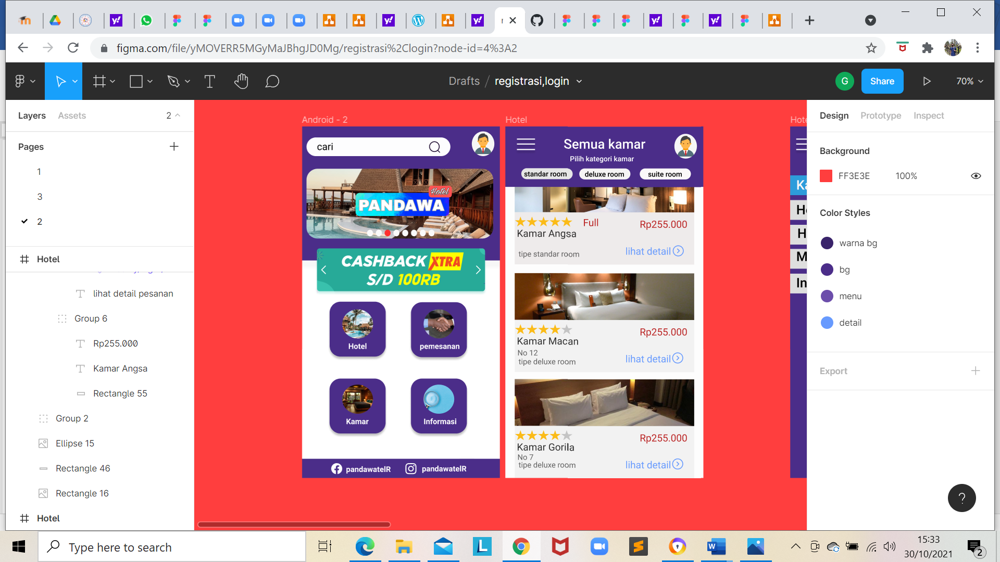 figma.com/file/yMOVERR5MGyMaJBhgJD0Mg/registrasi%2Clogin?node-id=4%3A2
Drafts / registrasi,login
G
Share
70%
Layers
Assets
2
Pages
1
3
2
Hotel
lihat detail pesanan
Group 6
Rp255.000
Kamar Angsa
Rectangle 55
Group 2
Ellipse 15
Rectangle 46
Rectangle 16
Hotel
Android - 2
cari
Hotel
PANDAWA
CASHBACK XTRA
S/D 100RB
Hotel
pemesanan
Kamar
Informasi
pandawatelR
pandawatelR
Hotel
Semua kamar
Pilih kategori kamar
standar room
deluxe room
suite room
Full
Rp255.000
Kamar Angsa
tipe standar room
lihat detail
Rp255.000
Kamar Macan
No 12
tipe deluxe room
lihat detail
Rp255.000
Kamar Gorila
No 7
tipe deluxe room
lihat detail
Design
Prototype
Inspect
Background
FF3E3E
100%
Color Styles
warna bg
bg
menu
detail
Export
?
Type here to search
15:33
30/10/2021
2